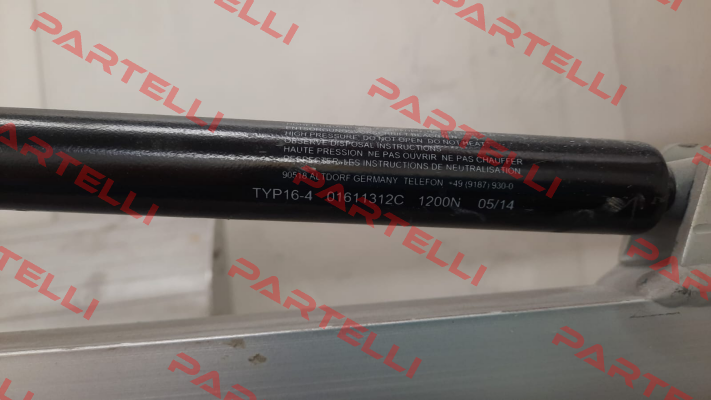 PARTELLI
PARTELLI
PARTELLI
HIGH PRESSURE DO NOT OPEN DO NOT HEAT
OBSERVE DISPOSAL INSTRUCTIONS
HAUTE PRESSION NE PAS OUVRIR NE PAS CHAUFFER
INSTRUCTIONS DE NEUTRALISATION
90518 ALTDORF GERMANY TELEFON +49 (9187) 930-0
TYP16-4 01611312C 1200N 05/14
PARTELLI
PARTELLI
PARTELLI